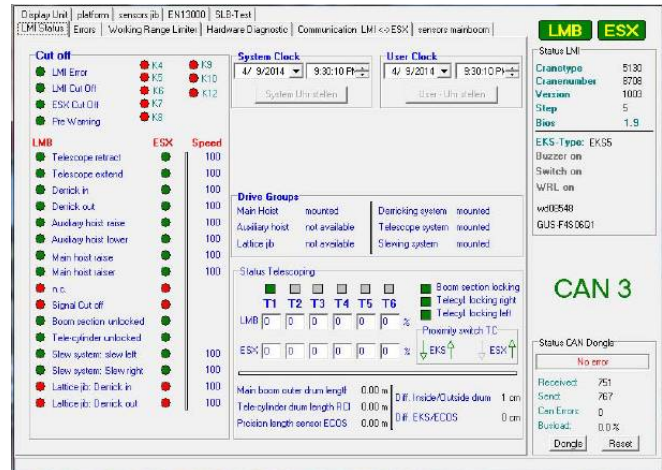 Display Unit platform sensors jib EN13000 SLB-Test
LMI Status Errors Working Range Limiter Hardware Diagnostic Communication LMI <-> ESX sensors mainboom
LMB ESX
Cut off
LMI Error
LMI Cut Off
ESX Cut Off
Pre Warning
K4
K5
K6
K7
K8
K9
K10
K12
LMB ESX Speed
Telescope retract 100
Telescope extend 100
Derrick in 100
Derrick out 100
Auxiliary hoist raise 100
Auxiliary hoist lower 100
Main hoist raise 100
Main hoist raiser 100
n.c.
Signal Cut off
Boom section unlocked
Tele-cylinder unlocked
Slew system: slew left 100
Slew system: Slew right 100
Lattice jib: Derrick in 100
Lattice jib: Derrick out 100
System Clock
4/ 9/2014 9:30:10 PM
System Uhr stellen
User Clock
4/ 9/2014 9:30:10 PM
User - Uhr stellen
Drive Groups
Main Hoist mounted Derricking system mounted
Auxiliary hoist not available Telescope system mounted
Lattice jib not available Slewing system mounted
Status Telescoping
T1 T2 T3 T4 T5 T6
LMB 0 0 0 0 0 0 %
ESX 0 0 0 0 0 0 %
Boom section locking
Telecyl. locking right
Telecyl. locking left
Proximity switch TC
EKS ESX
Main boom outer drum length 0.00 m
Tele-cylinder drum length RCI 0.00 m
Precision length sensor ECOS 0.00 m
Diff. Inside/Outside drum 1 cm
Diff. EKS/ECOS 0 cm
Status LMI
Cranetype 5130
Cranenumber 8708
Version 1003
Step 5
Bios 1.9
EKS-Type: EKS5
Buzzer on
Switch on
WRL on
GUS-F4S06Q1
CAN 3
Status CAN Dongle
No error
Received: 751
Send: 767
Can Errors: 0
Busload: 0.0 %
Dongle Reset